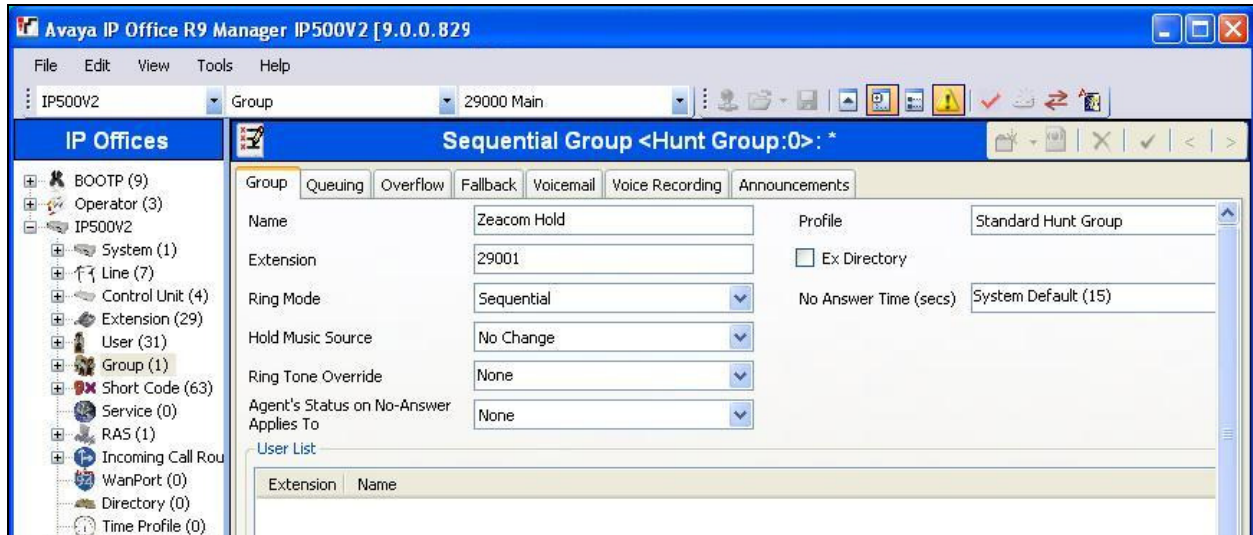 Avaya IP Office R9 Manager IP500V2 [9.0.0.829
File Edit View Tools Help
IP500V2 Group 29000 Main
IP Offices
BOOTP (9)
Operator (3)
IP500V2
System (1)
Line (7)
Control Unit (4)
Extension (29)
User (31)
Group (1)
Short Code (63)
Service (0)
RAS (1)
Incoming Call Rou
WanPort (0)
Directory (0)
Time Profile (0)
Sequential Group <Hunt Group:0>: *
Group Queuing Overflow Fallback Voicemail Voice Recording Announcements
Name Zeacom Hold Profile Standard Hunt Group
Extension 29001 Ex Directory
Ring Mode Sequential No Answer Time (secs) System Default (15)
Hold Music Source No Change
Ring Tone Override None
Agent's Status on No-Answer
Applies To None
User List
Extension Name